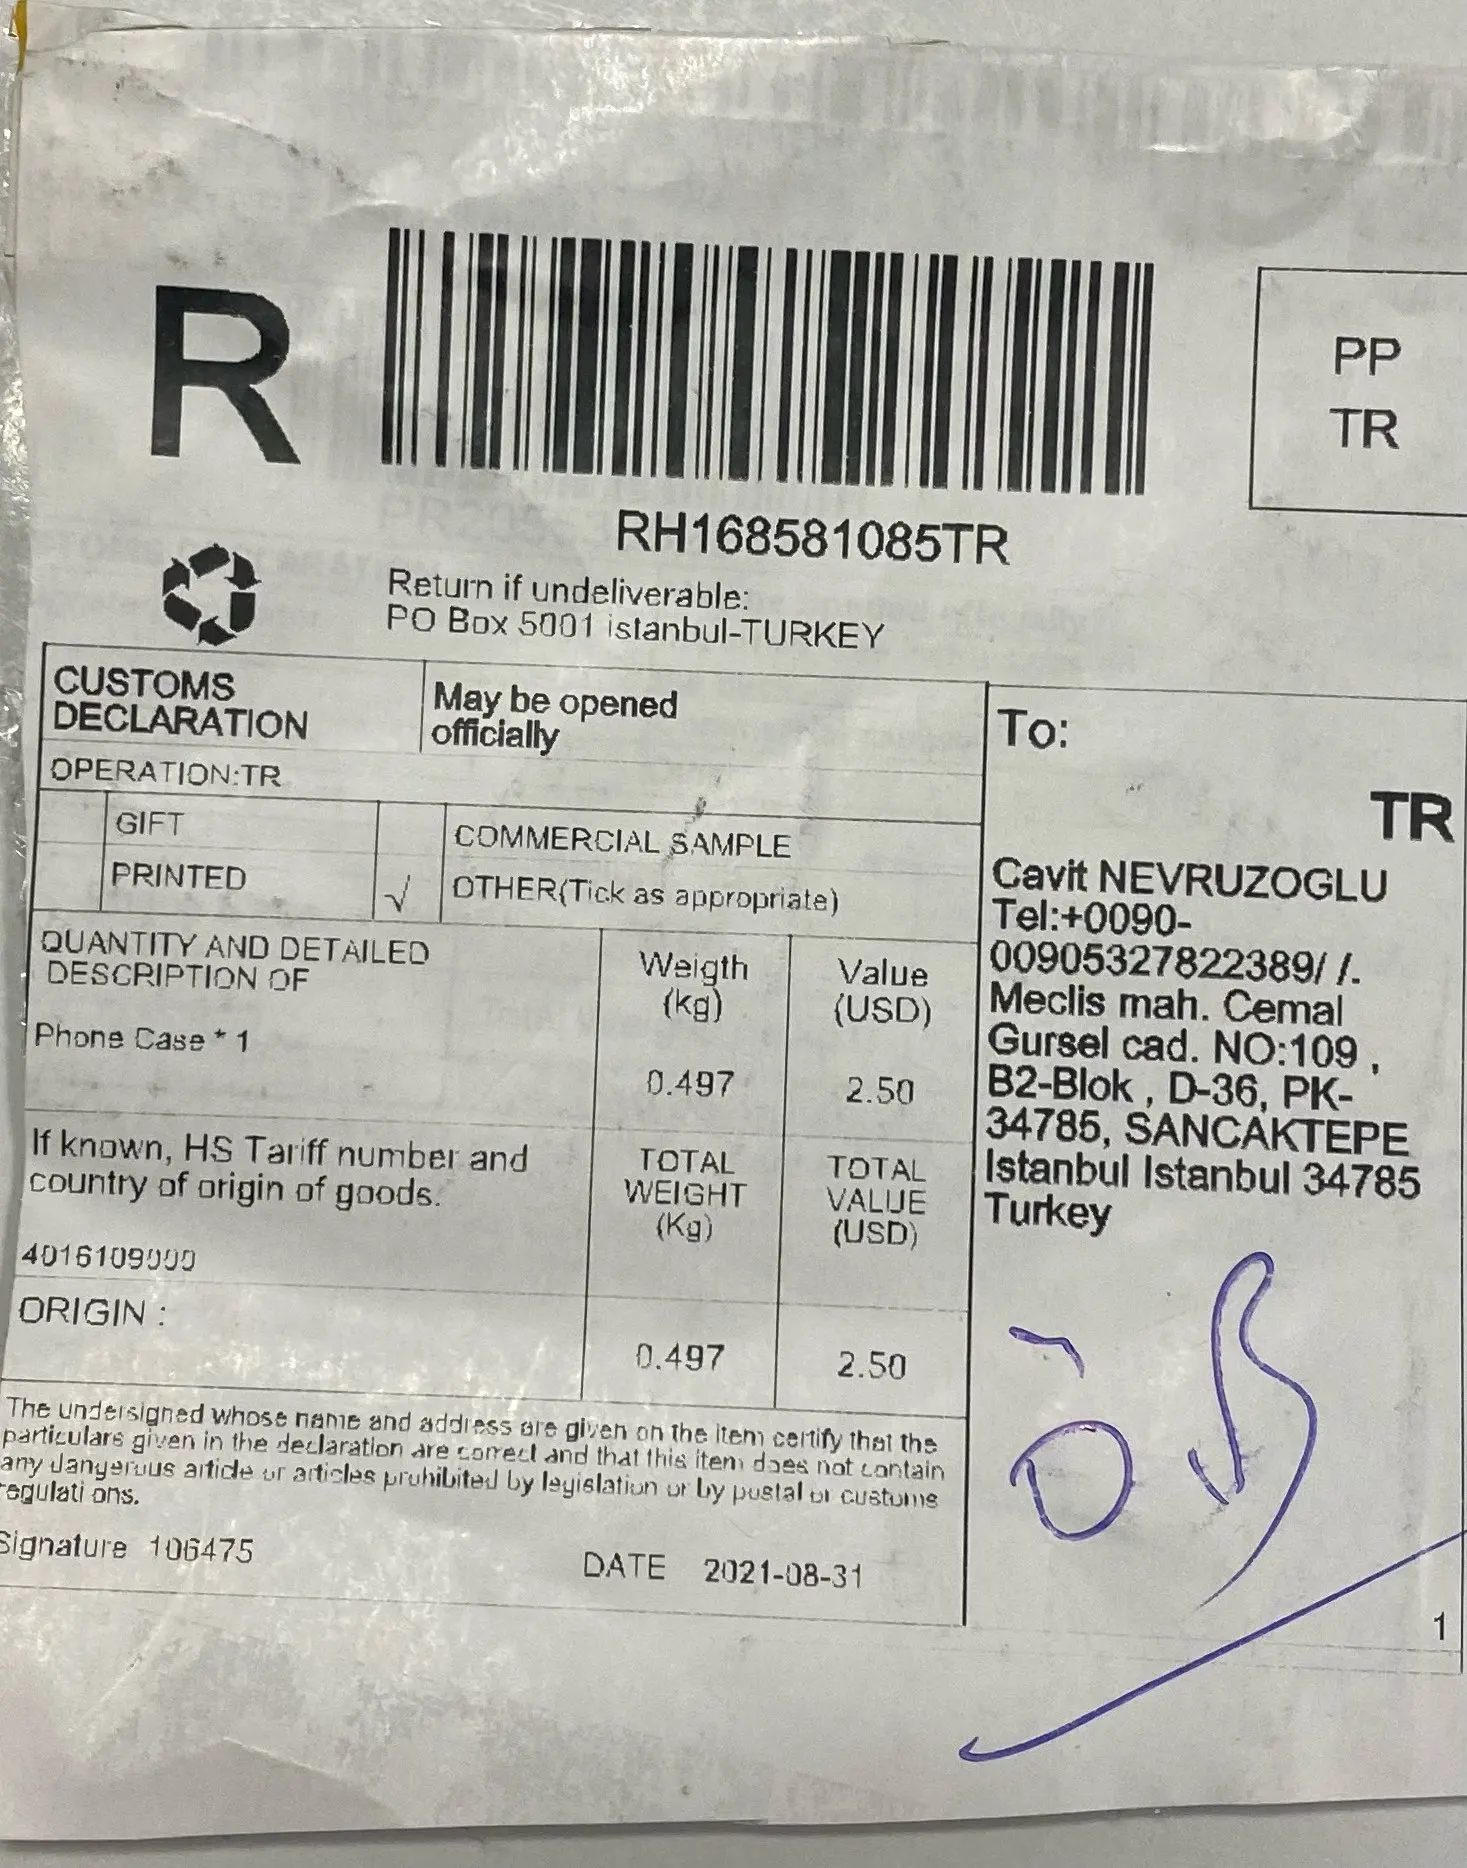 R
PP
TR
RH168581085TR
Return if undeliverable:
PO Box 5001 istanbul-TURKEY
CUSTOMS
DECLARATION
May be opened
officially
OPERATION:TR
GIFT
COMMERCIAL SAMPLE
PRINTED
√
OTHER(Tick as appropriate)
QUANTITY AND DETAILED
DESCRIPTION OF
Weigth
(kg)
Value
(USD)
Phone Case * 1
0.497
2.50
If known, HS Tariff number and
country of origin of goods.
TOTAL
WEIGHT
(Kg)
TOTAL
VALUE
(USD)
4016109000
ORIGIN :
0.497
2.50
The undersigned whose name and address are given on the item certify that the
particulars given in the declaration are correct and that this item does not contain
any dangerous article or articles prohibited by legislation or by postal or customs
regulati ons.
Signature 106475
DATE 2021-08-31
To:
TR
Cavit NEVRUZOGLU
Tel:+0090-
00905327822389/ /.
Meclis mah. Cemal
Gursel cad. NO:109 ,
B2-Blok , D-36, PK-
34785, SANCAKTEPE
Istanbul Istanbul 34785
Turkey
1